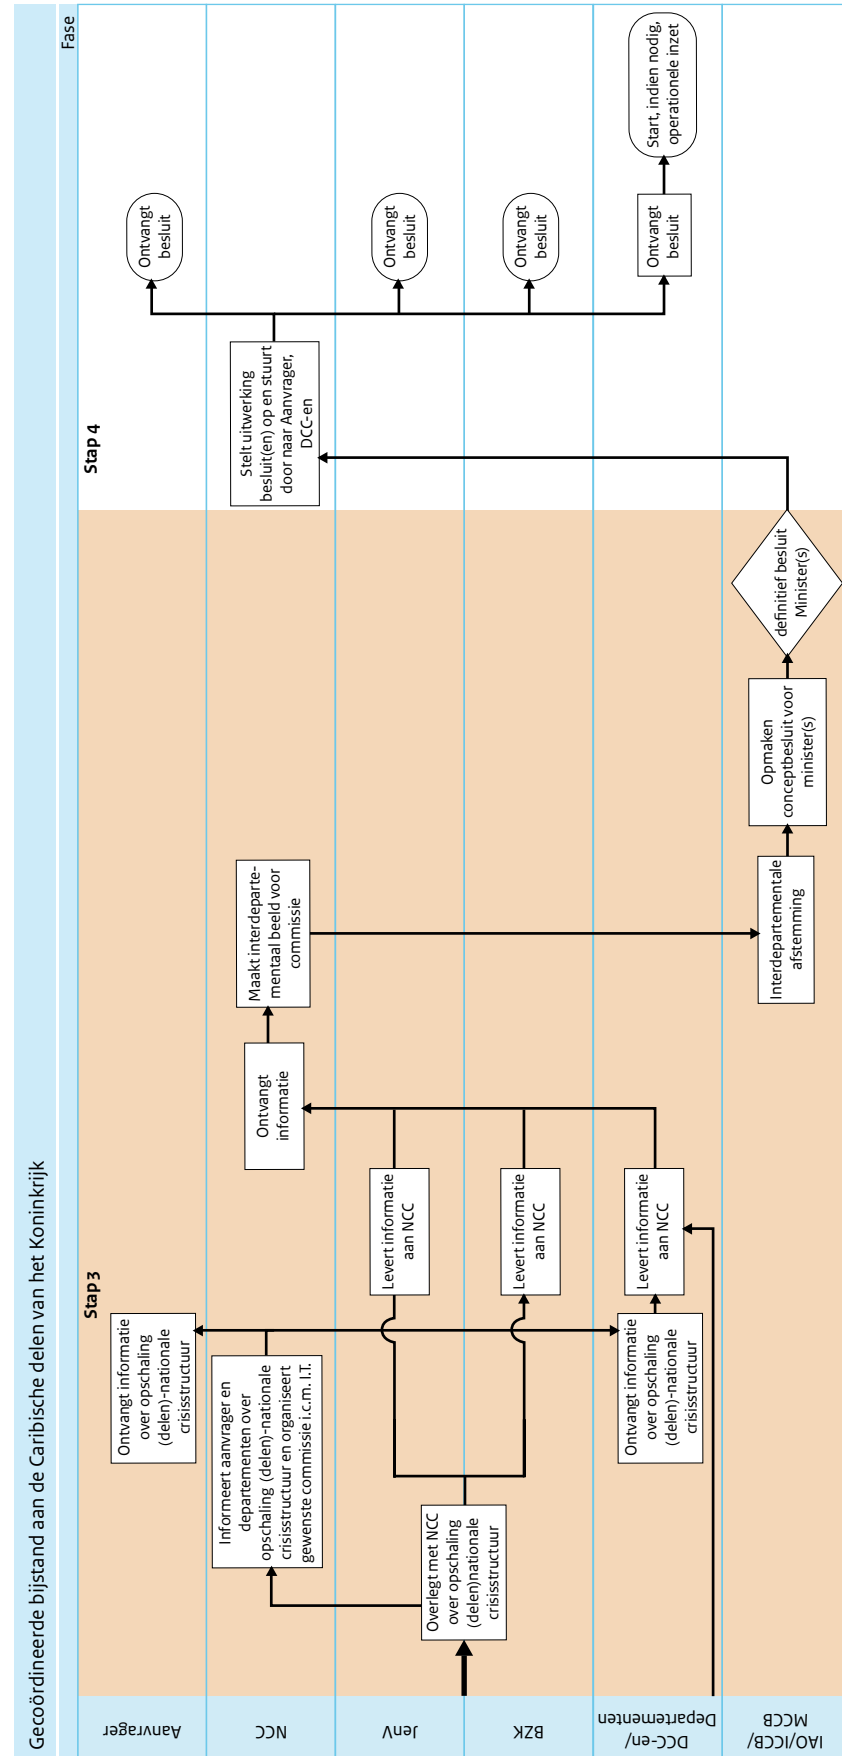 Gecoördineerde bijstand aan de Caribische delen van het Koninkrijk
Fase
Stap 3
Stap 4
Aanvrager
Ontvangt informatie
over opschaling
(delen)-nationale
crisisstructuur
Ontvangt
besluit
NCC
Informeert aanvrager en
departementen over
opschaling (delen)-nationale
crisisstructuur en organiseert
gewenste commissie i.c.m. I.T.
Ontvangt
informatie
Maakt interdeparte-
mentaal beeld voor
commissie
Stelt uitwerking
besluit(en) op en stuurt
door naar Aanvrager,
DCC-en
JenV
Overlegt met NCC
over opschaling
(delen)nationale
crisisstructuur
Levert informatie
aan NCC
Ontvangt
besluit
BZK
Levert informatie
aan NCC
Ontvangt
besluit
DCC-en/
Departementen
Ontvangt informatie
over opschaling
(delen)-nationale
crisisstructuur
Levert informatie
aan NCC
Ontvangt
besluit
Start, indien nodig,
operationele inzet
IAO/ICCB/
MCCB
Interdepartementale
afstemming
Opmaken
conceptbesluit voor
minister(s)
definitief besluit
Minister(s)